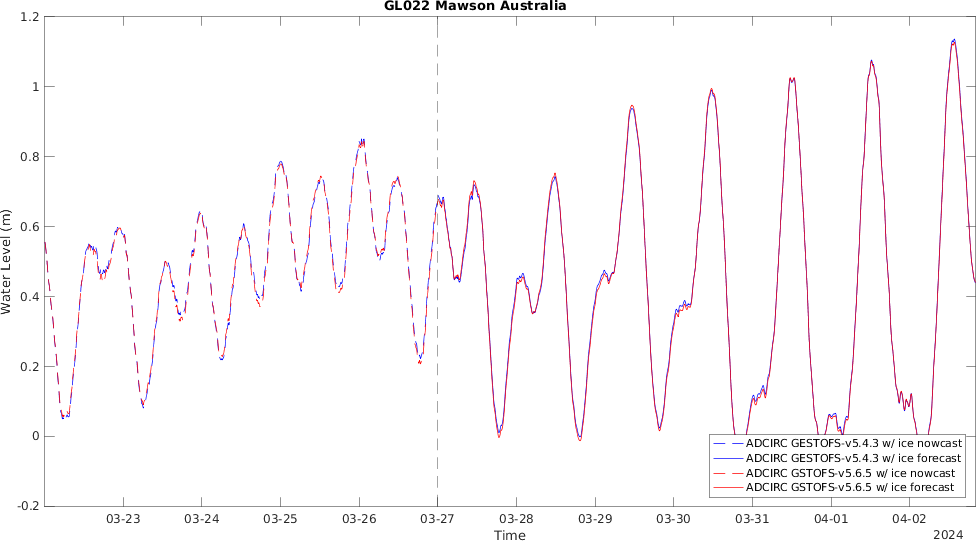 GL022 Mawson Australia
1.2
1
0.8
0.6
0.4
0.2
0
-0.2
Water Level (m)
ADCIRC GESTOFS-v5.4.3 w/ ice nowcast
ADCIRC GESTOFS-v5.4.3 w/ ice forecast
ADCIRC GSTOFS-v5.6.5 w/ ice nowcast
ADCIRC GSTOFS-v5.6.5 w/ ice forecast
03-23 03-24 03-25 03-26 03-27 03-28 03-29 03-30 03-31 04-01 04-02
Time
2024